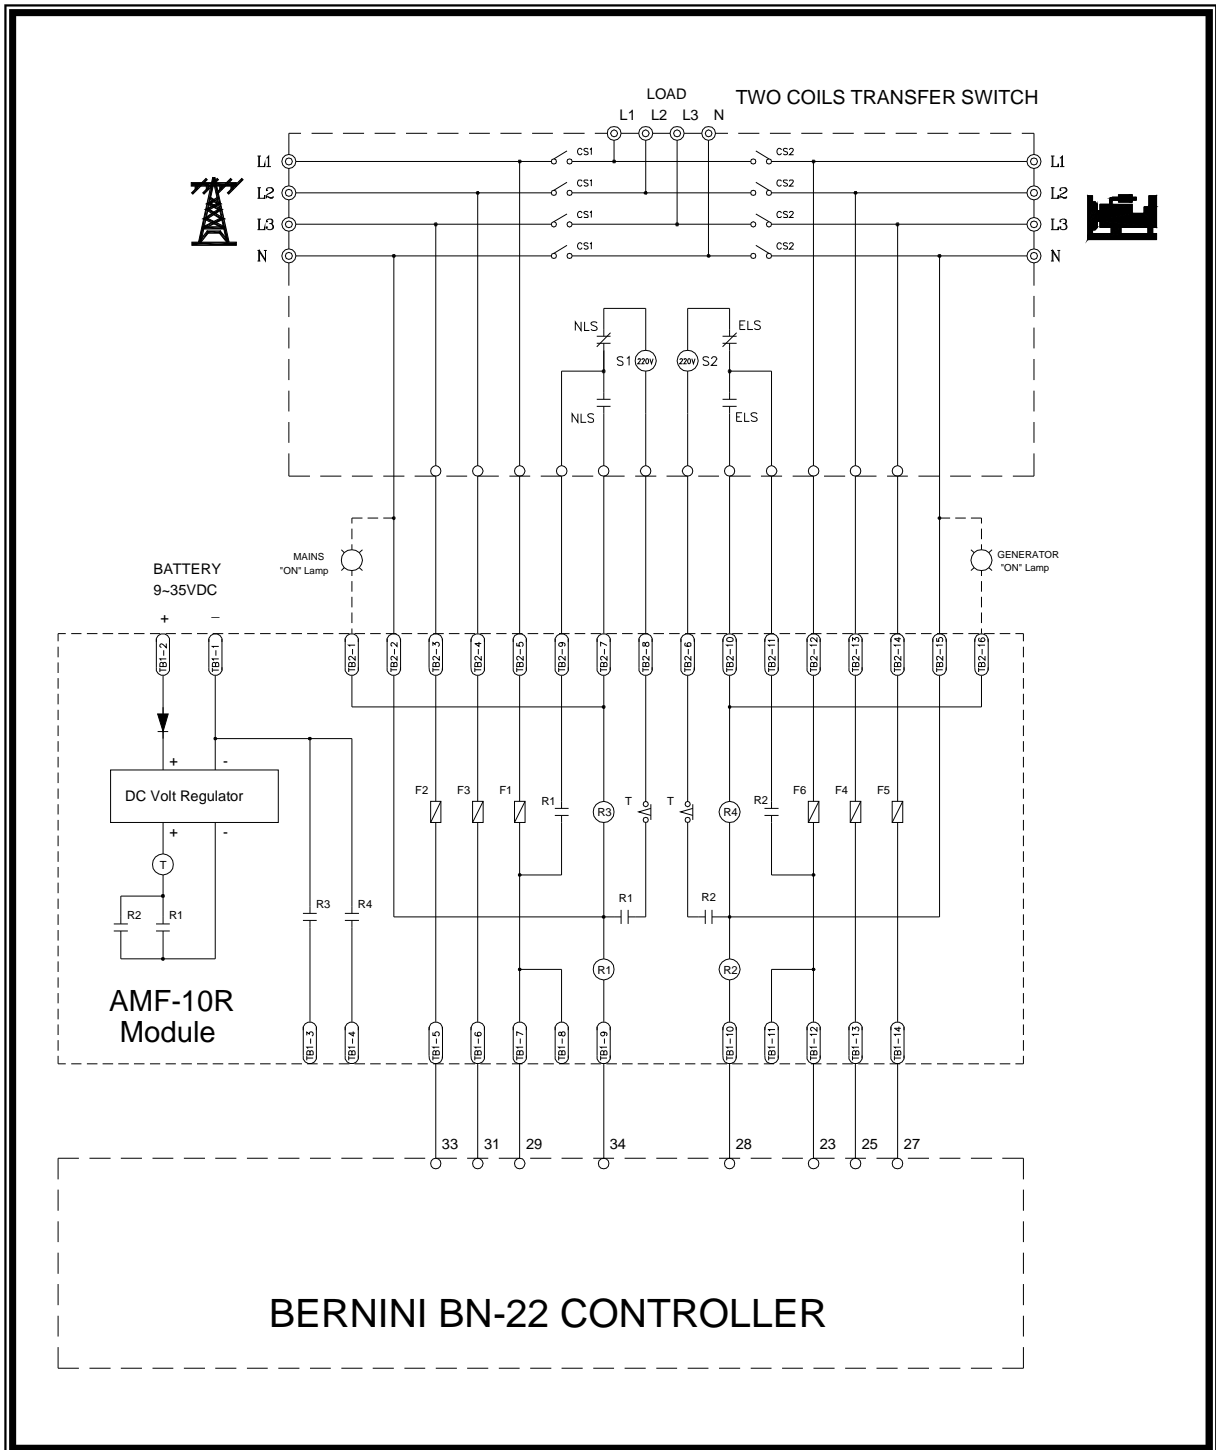 LOAD
TWO COILS TRANSFER SWITCH
L1 L2 L3 N
L1 CS1 CS2 L1
L2 CS1 CS2 L2
L3 CS1 CS2 L3
N CS1 CS2 N
NLS ELS
S1 220V 220V S2
NLS ELS
MAINS
"ON" Lamp
GENERATOR
"ON" Lamp
BATTERY
9~35VDC
+ −
TB1-2 TB1-1 TB2-1 TB2-2 TB2-3 TB2-4 TB2-5 TB2-9 TB2-7 TB2-8 TB2-6 TB2-10 TB2-11 TB2-12 TB2-13 TB2-14 TB2-15 TB2-16
+ -
DC Volt Regulator
F2 F3 F1 R1 R3 T T R4 R2 F6 F4 F5
+ -
T
R2 R1 R3 R4 R1 R2
R1 R2
AMF-10R
Module
TB1-3 TB1-4 TB1-5 TB1-6 TB1-7 TB1-8 TB1-9 TB1-10 TB1-11 TB1-12 TB1-13 TB1-14
33 31 29 34 28 23 25 27
BERNINI BN-22 CONTROLLER